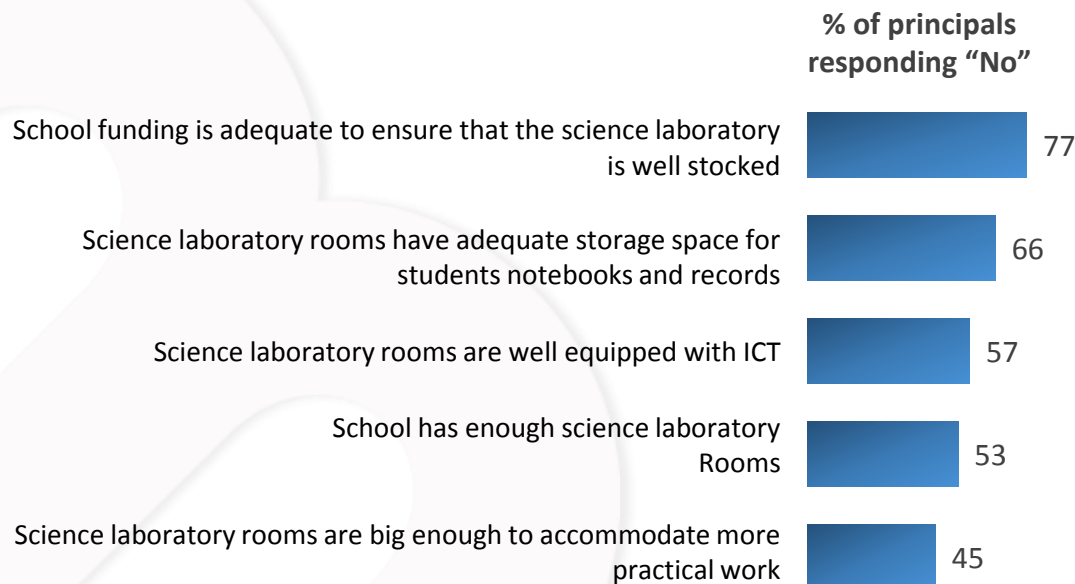 % of principals
responding “No”
School funding is adequate to ensure that the science laboratory
is well stocked
77
Science laboratory rooms have adequate storage space for
students notebooks and records
66
Science laboratory rooms are well equipped with ICT
57
School has enough science laboratory
Rooms
53
Science laboratory rooms are big enough to accommodate more
practical work
45